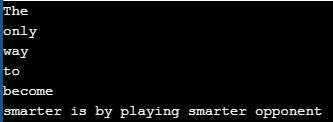 The
only
way
to
become
smarter is by playing smarter opponent